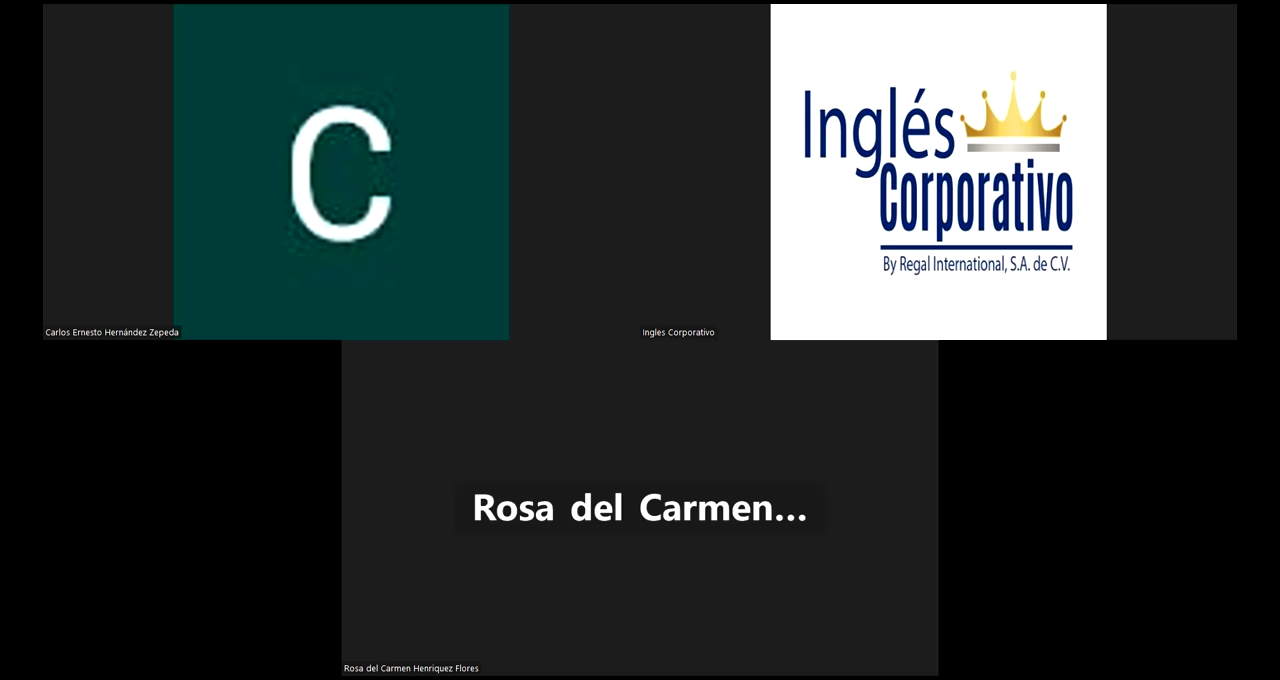 C
Inglés
Corporativo
By Regal International, S.A. de C.V.
Carlos Ernesto Hernández Zepeda
Ingles Corporativo
Rosa del Carmen...
Rosa del Carmen Henriquez Flores